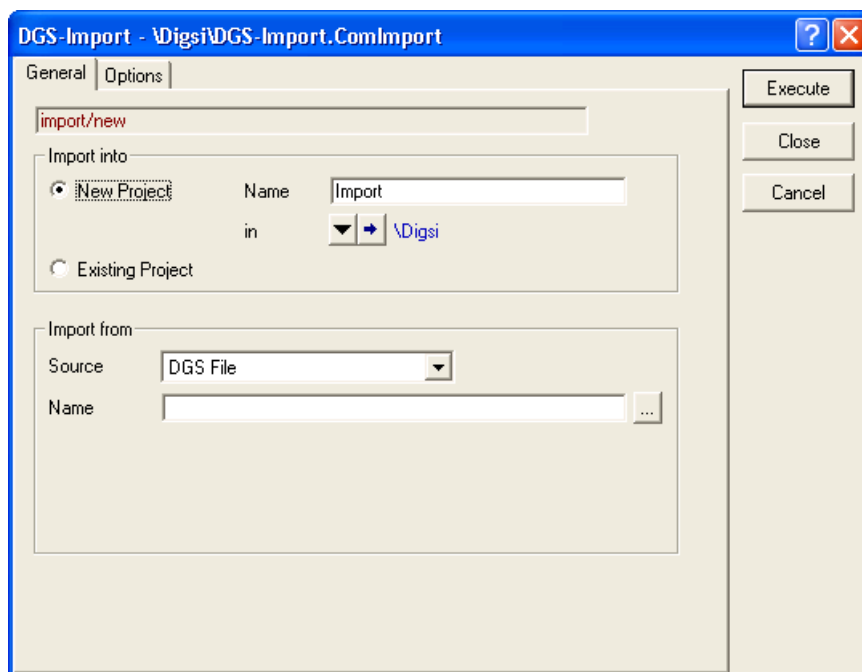 DGS-Import - \Digsi\DGS-Import.ComImport
General Options
Execute
import/new
Import into
Close
New Project Name Import
Cancel
in \Digsi
Existing Project
Import from
Source DGS File
Name ...